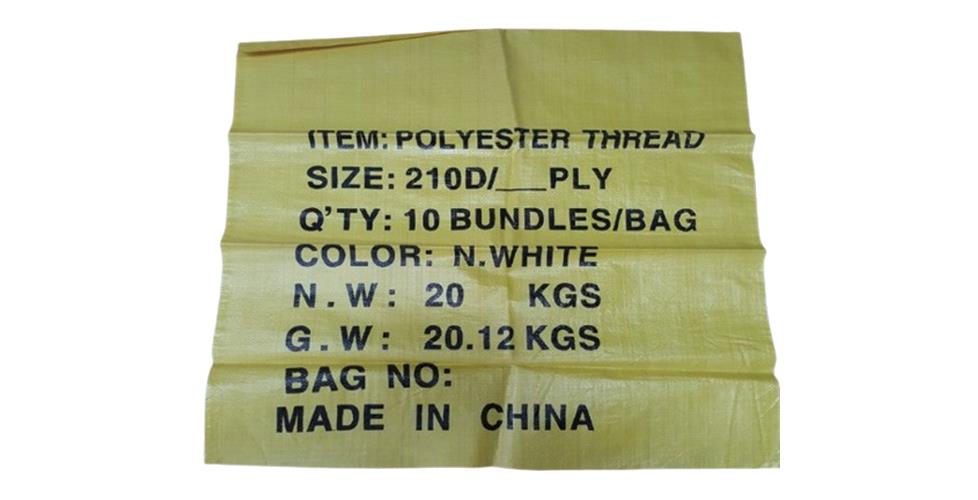 ITEM: POLYESTER THREAD
SIZE: 210D/___PLY
Q'TY: 10 BUNDLES/BAG
COLOR: N.WHITE
N.W: 20 KGS
G.W: 20.12 KGS
BAG NO:
MADE IN CHINA